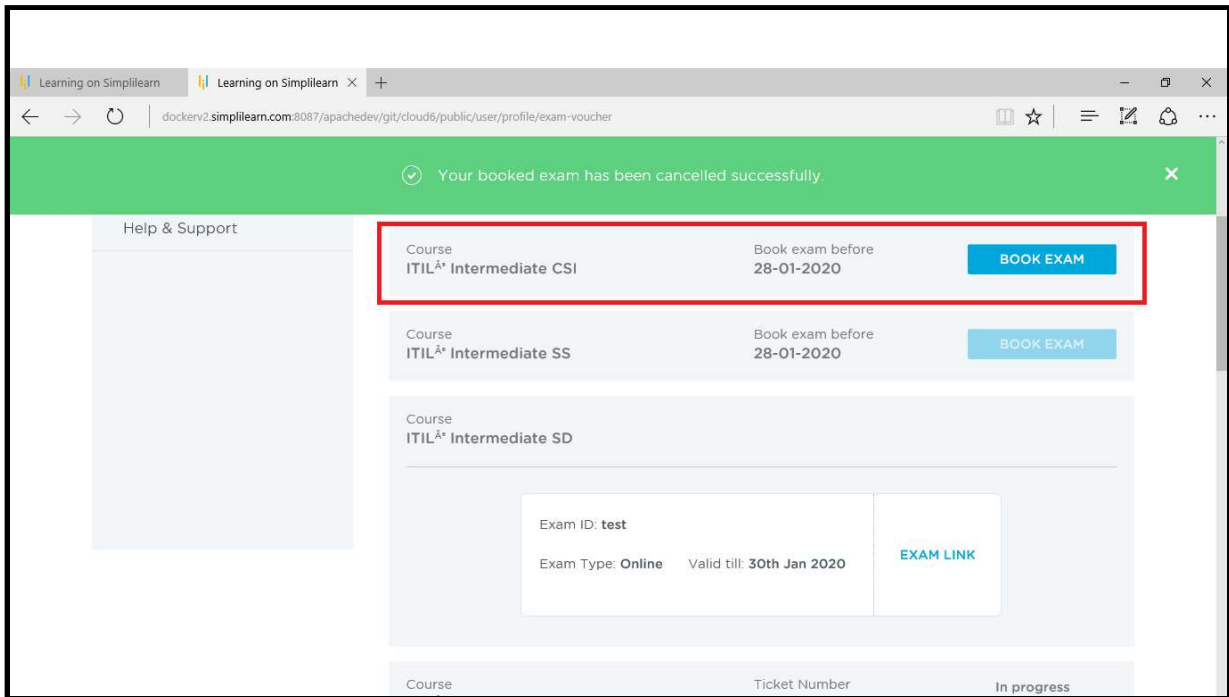 Learning on Simplilearn
Learning on Simplilearn
dockerv2.simplilearn.com:8087/apachedev/git/cloud6/public/user/profile/exam-voucher
Your booked exam has been cancelled successfully.
Help & Support
Course
Book exam before
ITILÂ® Intermediate CSI
28-01-2020
BOOK EXAM
Course
Book exam before
ITILÂ® Intermediate SS
28-01-2020
BOOK EXAM
Course
ITILÂ® Intermediate SD
Exam ID: test
Exam Type: Online Valid till: 30th Jan 2020
EXAM LINK
Course
Ticket Number
In progress